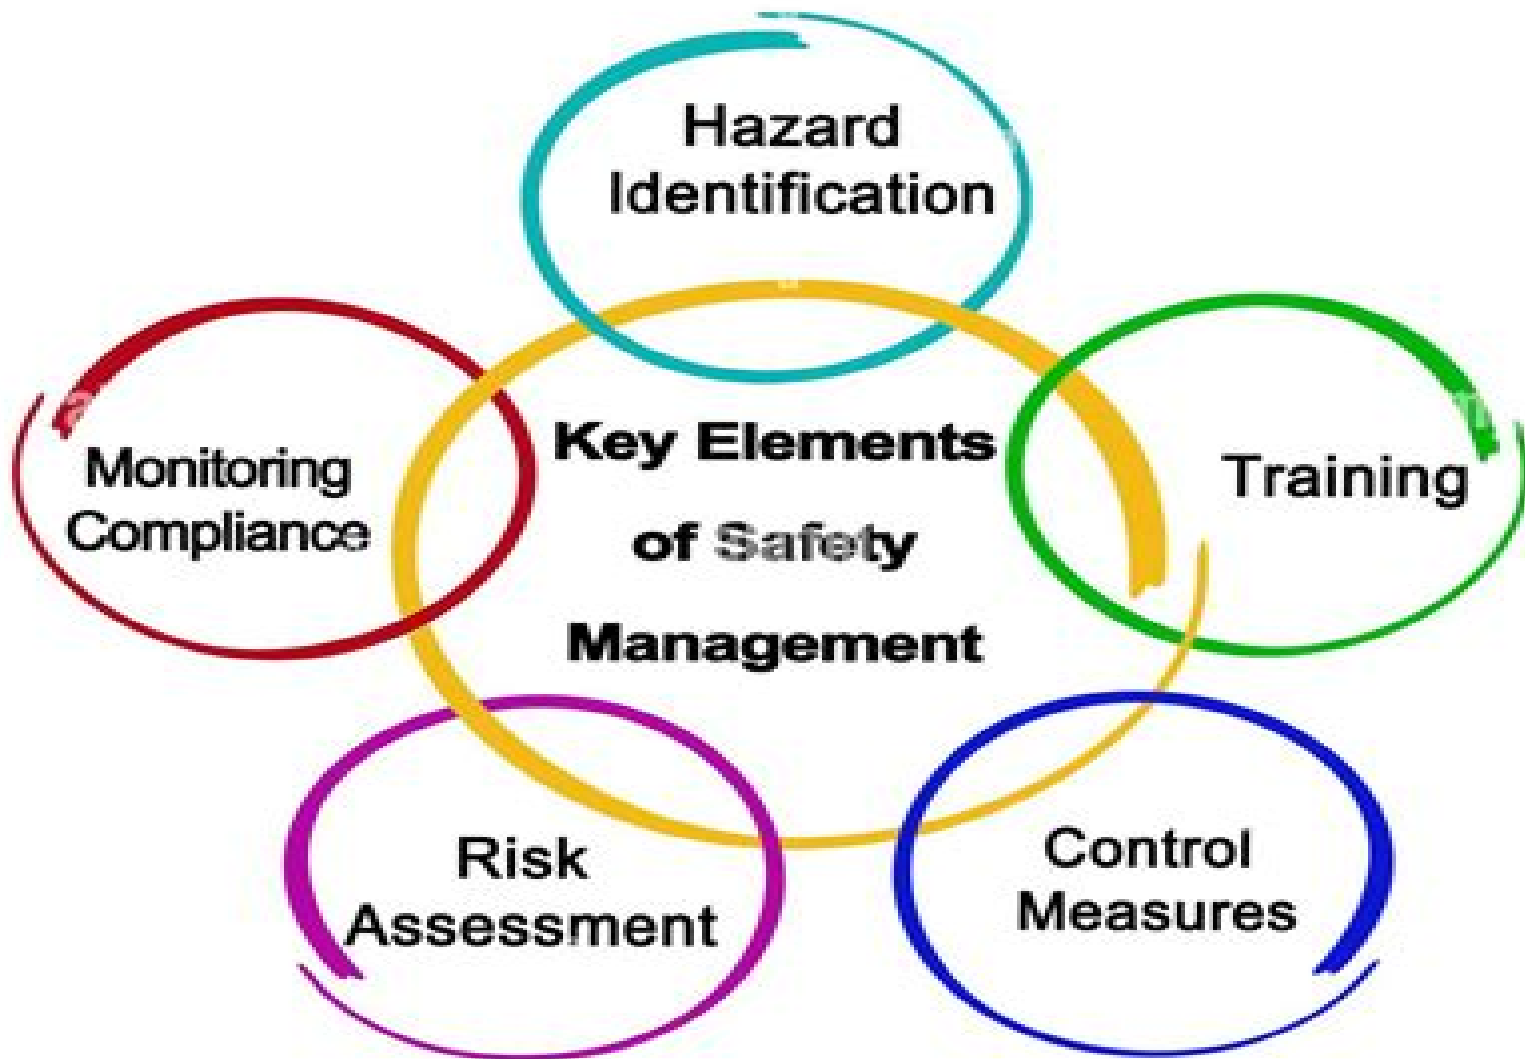 Hazard
Identification
Monitoring
Compliance
Key Elements
of Safety
Management
Training
Risk
Assessment
Control
Measures